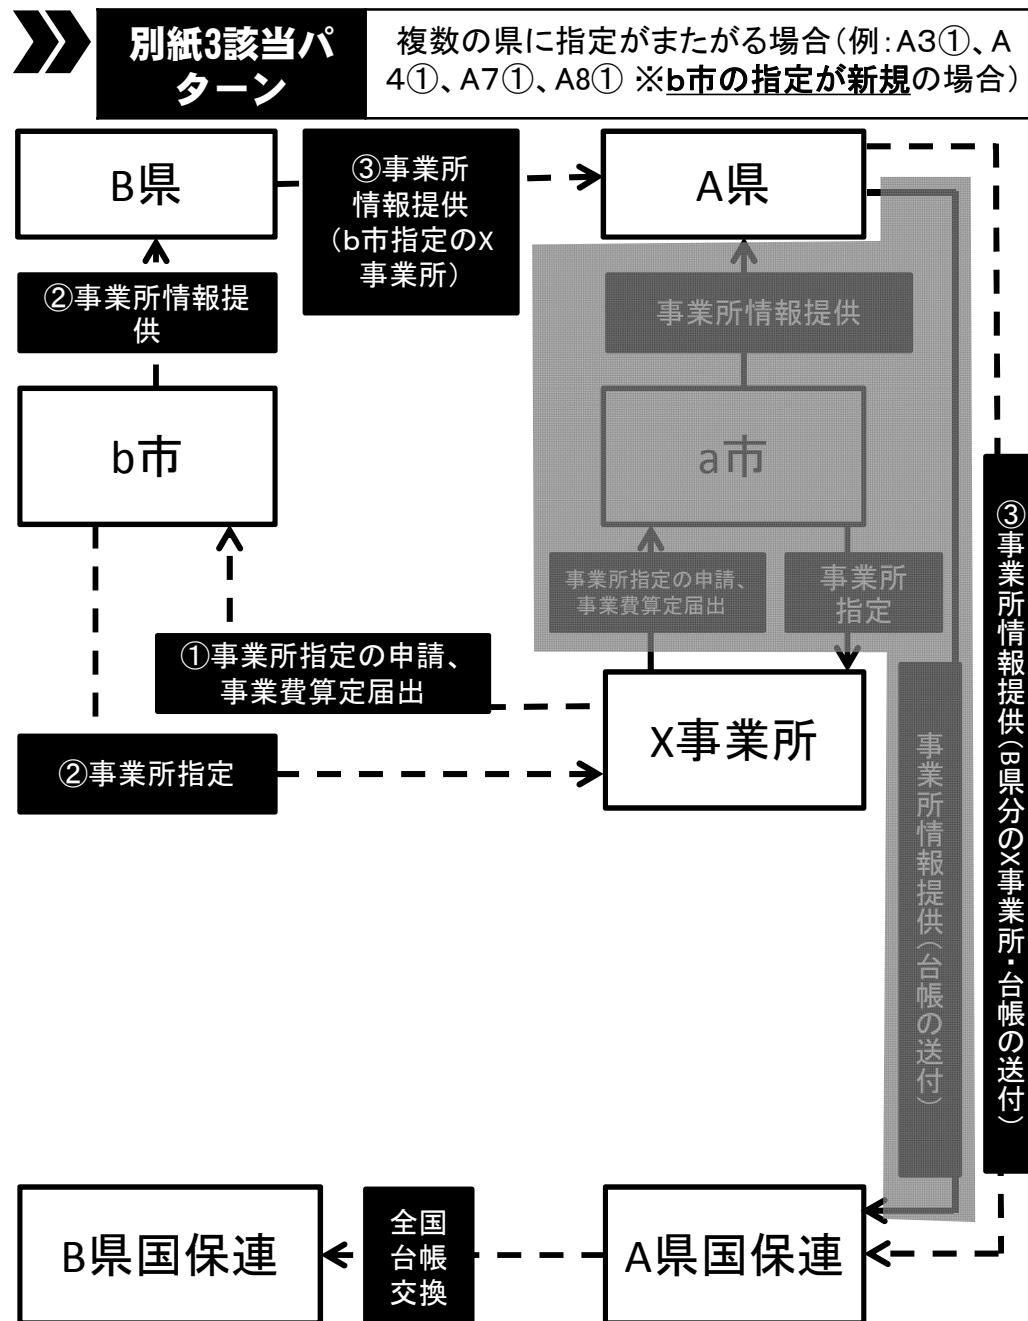 別紙3該当パ
ターン
複数の県に指定がまたがる場合(例:A3①、A
4①、A7①、A8① ※b市の指定が新規の場合)
B県
③事業所
情報提供
(b市指定のX
事業所)
A県
②事業所情報提
供
事業所情報提供
b市
a市
事業所指定の申請、
事業費算定届出
事業所
指定
①事業所指定の申請、
事業費算定届出
X事業所
②事業所指定
事業所情報提供(台帳の送付)
③事業所情報提供(B県分のX事業所・台帳の送付)
B県国保連
全国
台帳
交換
A県国保連